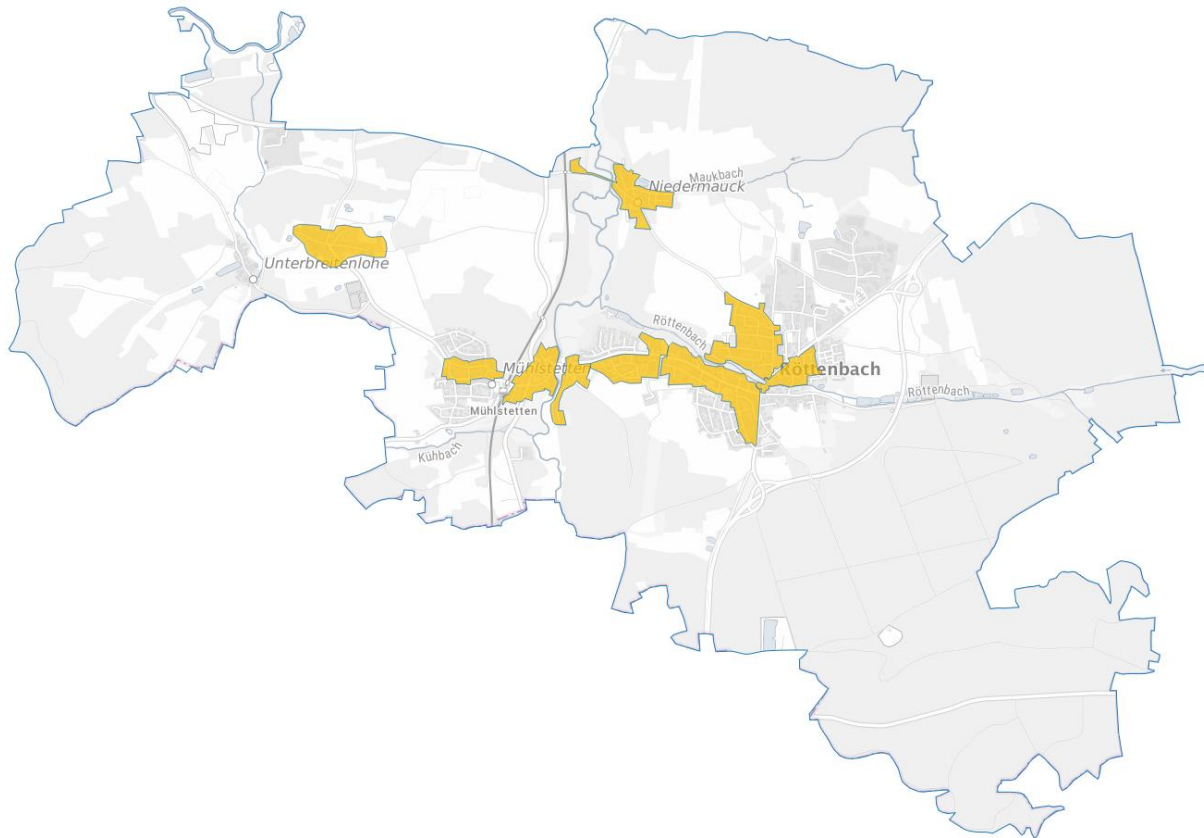 Maukbach
Niedermauck
Unterbreitenlohe
Röttenbach
Mühlstetten
Röttenbach
Röttenbach
Mühlstetten
Kühbach